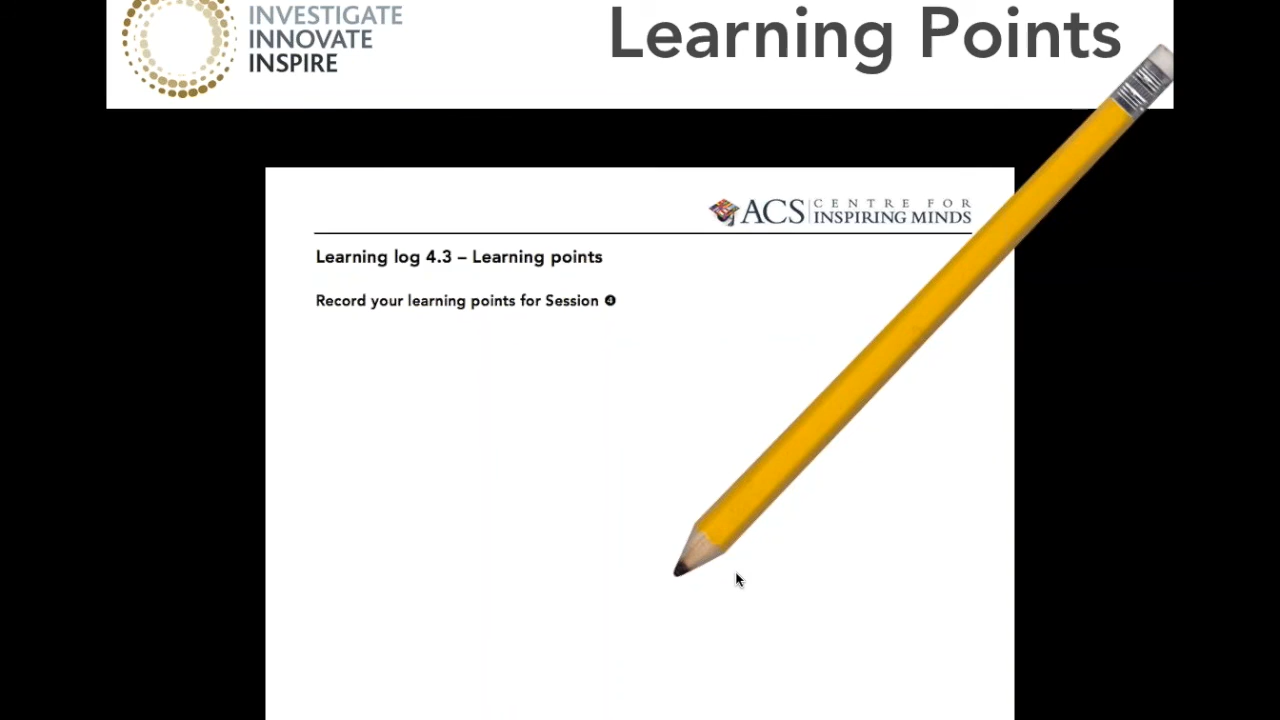 INVESTIGATE
INNOVATE
INSPIRE
Learning Points
ACS CENTRE FOR
INSPIRING MINDS
Learning log 4.3 – Learning points
Record your learning points for Session ❹